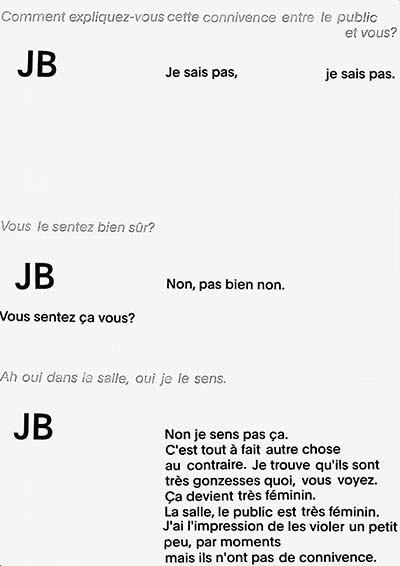 Comment expliquez-vous cette connivence entre le public
et vous?
JB
Je sais pas, je sais pas.
Vous le sentez bien sûr?
JB
Non, pas bien non.
Vous sentez ça vous?
Ah oui dans la salle, oui je le sens.
JB
Non je sens pas ça.
C'est tout à fait autre chose
au contraire. Je trouve qu'ils sont
très gonzesses quoi, vous voyez.
Ça devient très féminin.
La salle, le public est très féminin.
J'ai l'impression de les violer un petit
peu, par moments
mais ils n'ont pas de connivence.